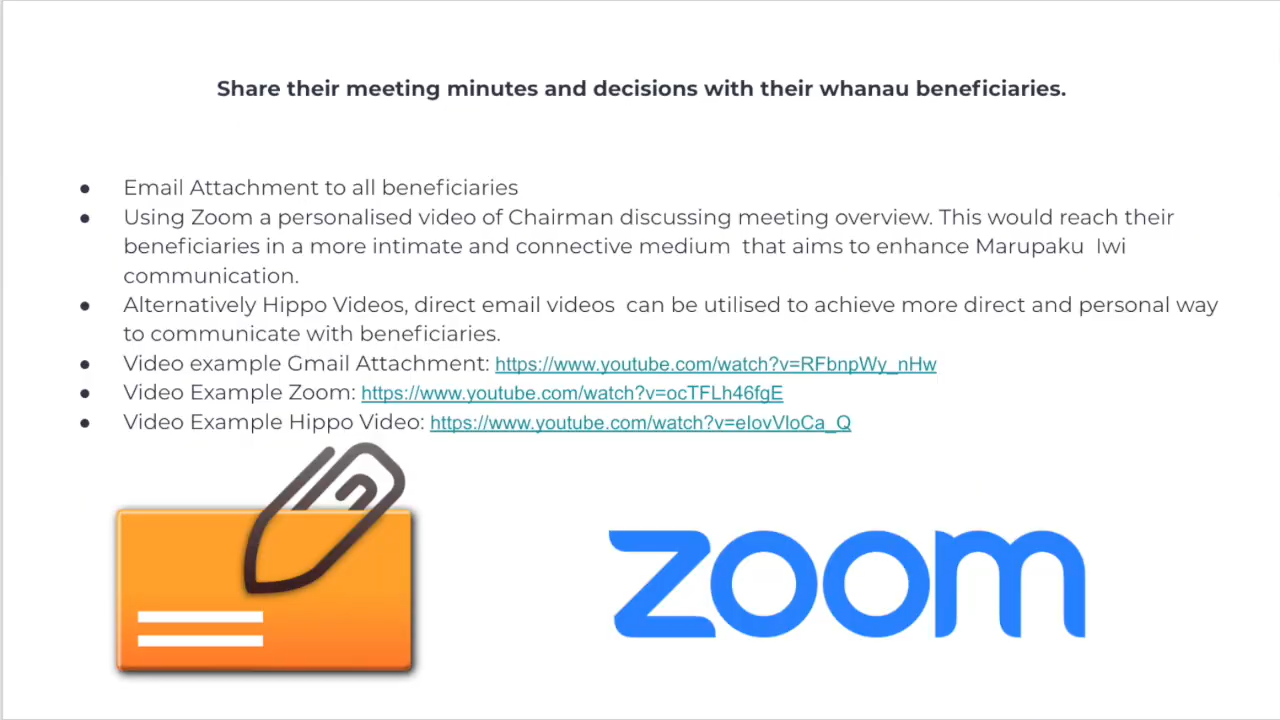 Share their meeting minutes and decisions with their whanau beneficiaries.
● Email Attachment to all beneficiaries
● Using Zoom a personalised video of Chairman discussing meeting overview. This would reach their
beneficiaries in a more intimate and connective medium  that aims to enhance Marupaku  Iwi
communication.
● Alternatively Hippo Videos, direct email videos  can be utilised to achieve more direct and personal way
to communicate with beneficiaries.
● Video example Gmail Attachment: https://www.youtube.com/watch?v=RFbnpWy_nHw
● Video Example Zoom: https://www.youtube.com/watch?v=ocTFLh46fgE
● Video Example Hippo Video: https://www.youtube.com/watch?v=eIovVloCa_Q
zoom